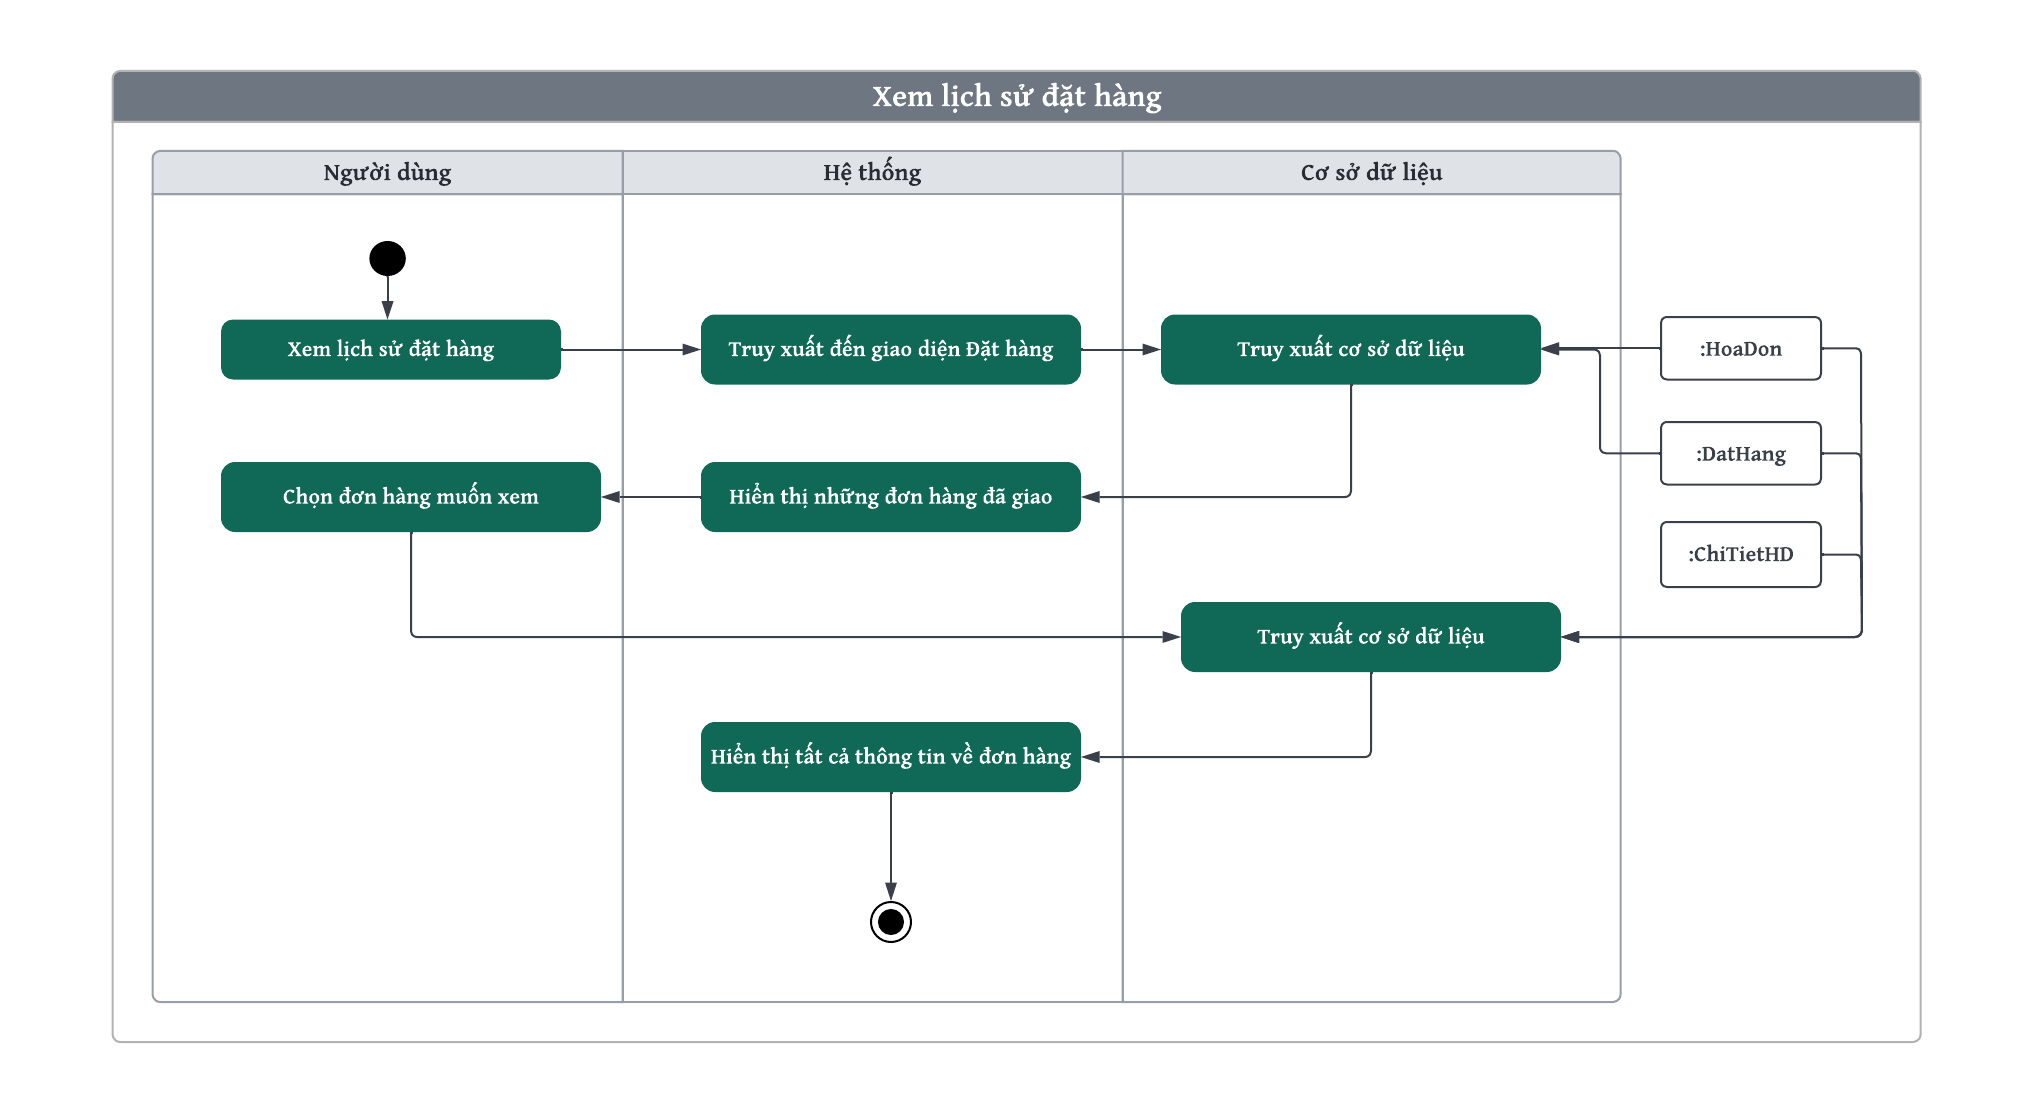 Xem lịch sử đặt hàng
Người dùng
Hệ thống
Cơ sở dữ liệu
Xem lịch sử đặt hàng
Truy xuất đến giao diện Đặt hàng
Truy xuất cơ sở dữ liệu
:HoaDon
:DatHang
Chọn đơn hàng muốn xem
Hiển thị những đơn hàng đã giao
:ChiTietHD
Truy xuất cơ sở dữ liệu
Hiển thị tất cả thông tin về đơn hàng